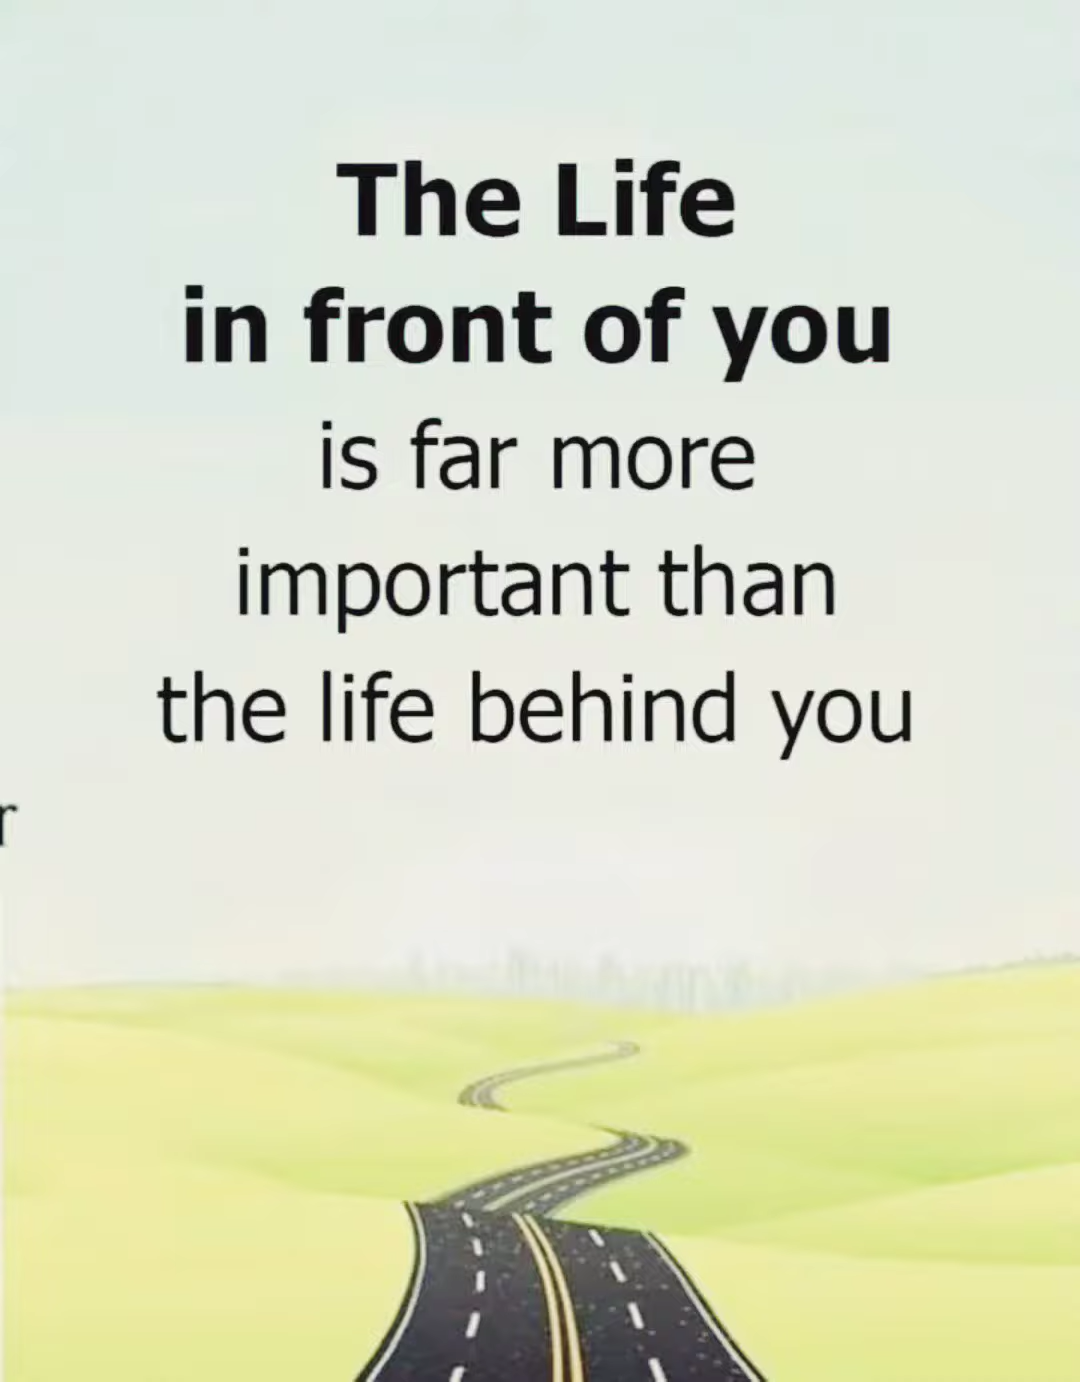 The Life
in front of you
is far more
important than
the life behind you
r